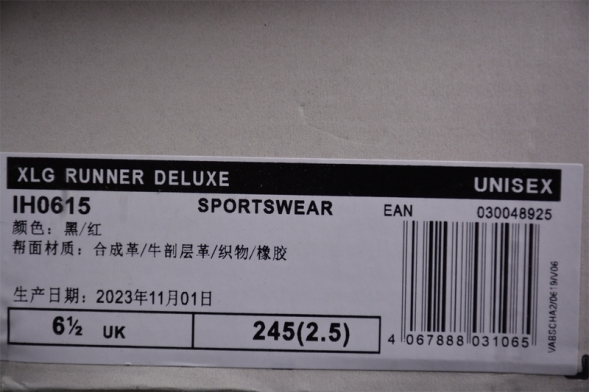 XLG RUNNER DELUXE UNISEX
IH0615 SPORTSWEAR EAN 030048925
颜色：黑/红
帮面材质：合成革/牛剖层革/织物/橡胶
生产日期：2023年11月01日
6½ UK 245(2.5)
4 067888 031065